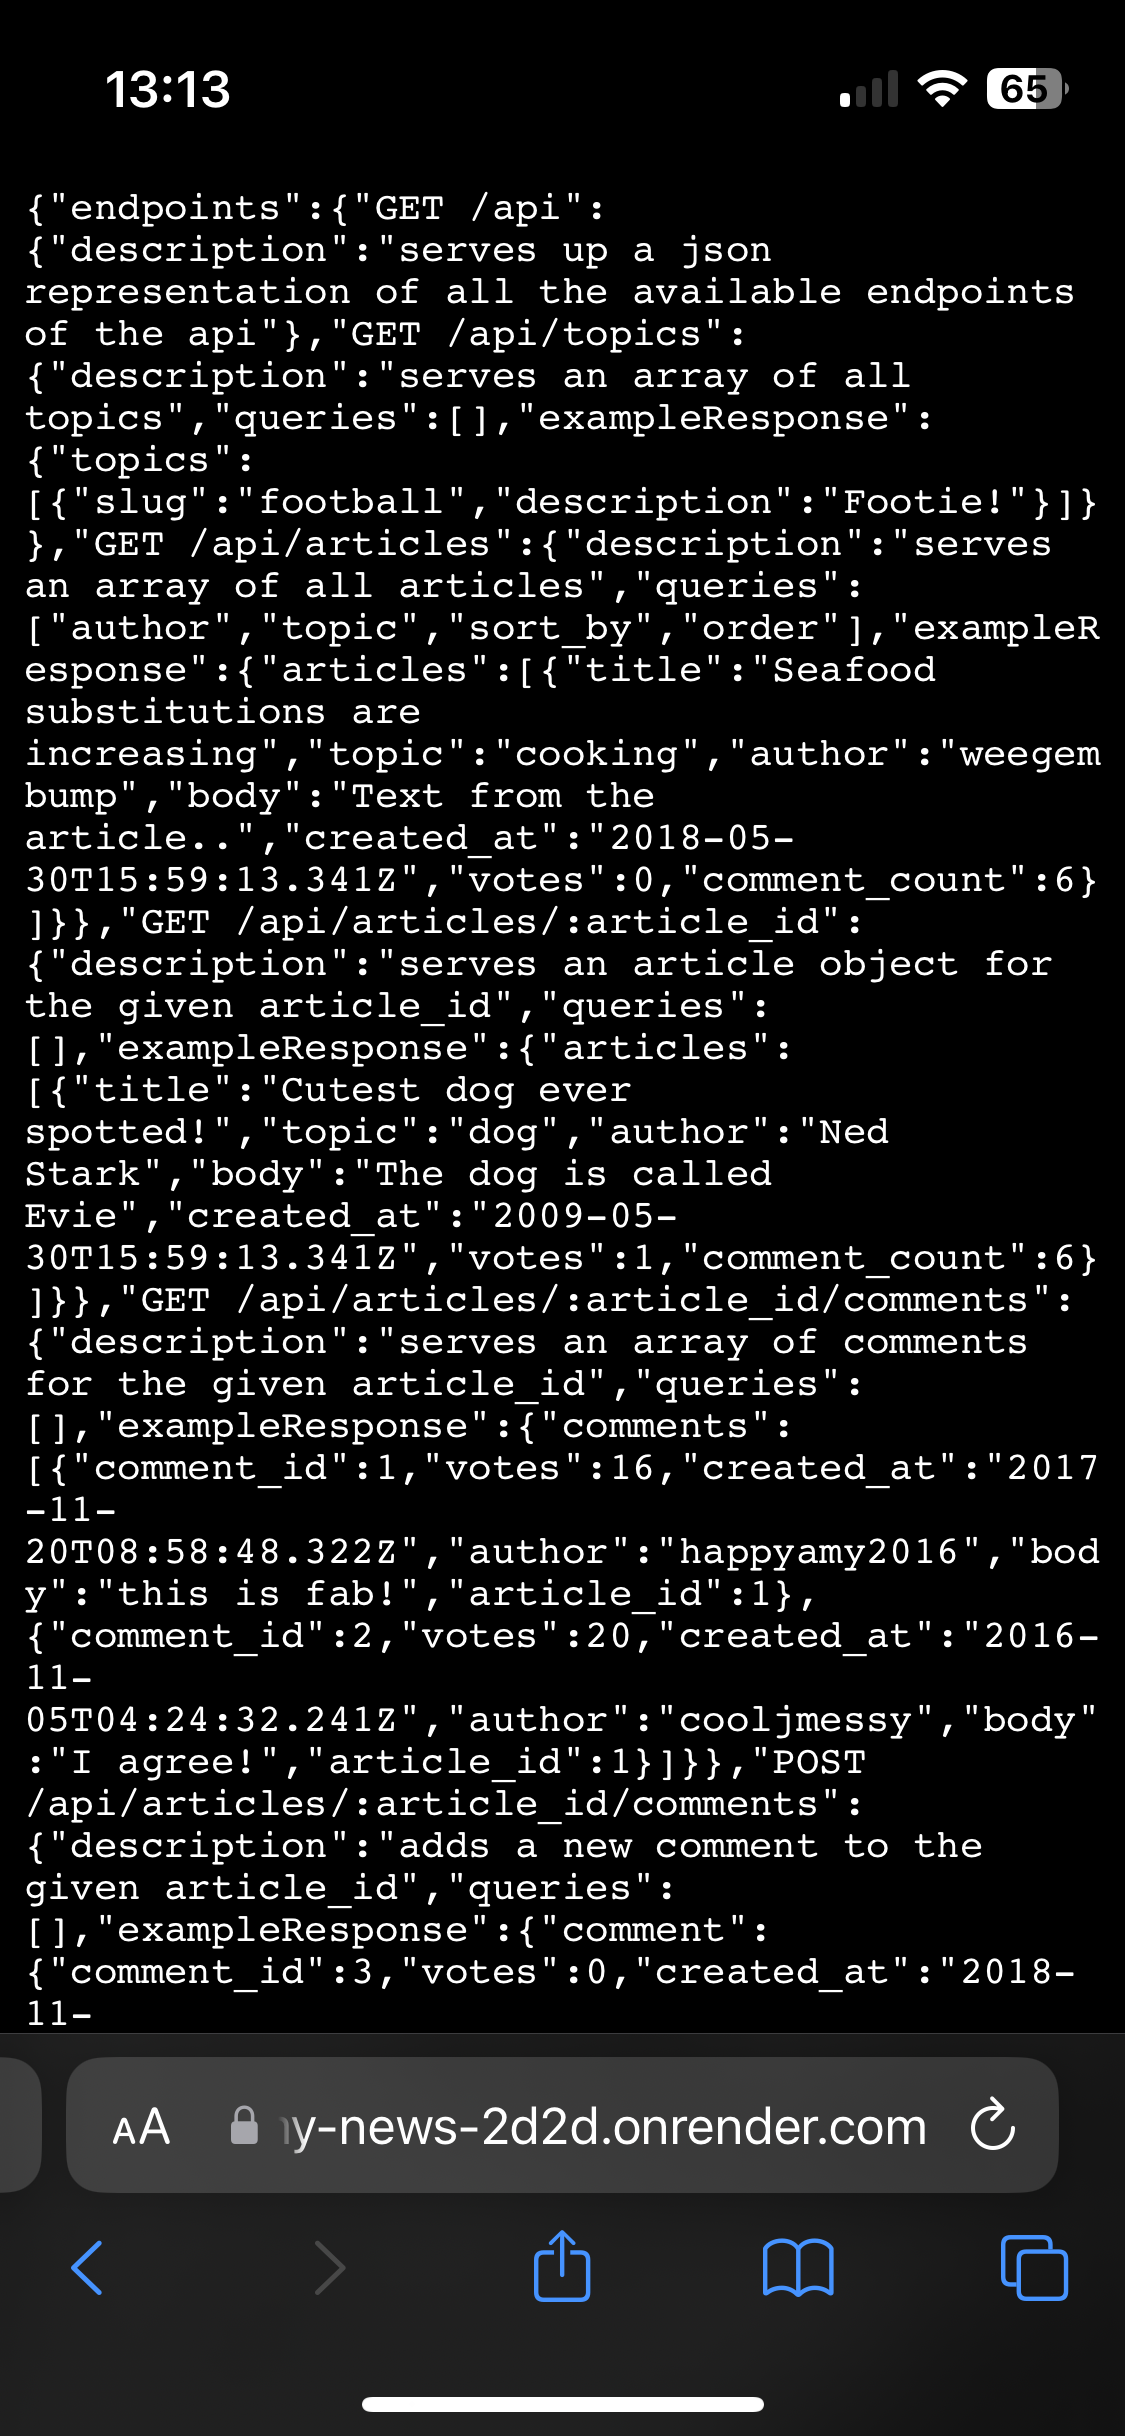 13:13
65
{"endpoints":{"GET /api":
{"description":"serves up a json
representation of all the available endpoints
of the api"},"GET /api/topics":
{"description":"serves an array of all
topics","queries":[],"exampleResponse":
{"topics":
[{"slug":"football","description":"Footie!"}]}
},"GET /api/articles":{"description":"serves
an array of all articles","queries":
["author","topic","sort_by","order"],"exampleR
esponse":{"articles":[{"title":"Seafood
substitutions are
increasing","topic":"cooking","author":"weegem
bump","body":"Text from the
article..","created_at":"2018-05-
30T15:59:13.341Z","votes":0,"comment_count":6}
]}},"GET /api/articles/:article_id":
{"description":"serves an article object for
the given article_id","queries":
[],"exampleResponse":{"articles":
[{"title":"Cutest dog ever
spotted!","topic":"dog","author":"Ned
Stark","body":"The dog is called
Evie","created_at":"2009-05-
30T15:59:13.341Z","votes":1,"comment_count":6}
]}},"GET /api/articles/:article_id/comments":
{"description":"serves an array of comments
for the given article_id","queries":
[],"exampleResponse":{"comments":
[{"comment_id":1,"votes":16,"created_at":"2017
-11-
20T08:58:48.322Z","author":"happyamy2016","bod
y":"this is fab!","article_id":1},
{"comment_id":2,"votes":20,"created_at":"2016-
11-
05T04:24:32.241Z","author":"cooljmessy","body"
:"I agree!","article_id":1}]}},"POST
/api/articles/:article_id/comments":
{"description":"adds a new comment to the
given article_id","queries":
[],"exampleResponse":{"comment":
{"comment_id":3,"votes":0,"created_at":"2018-
11-
AA y-news-2d2d.onrender.com